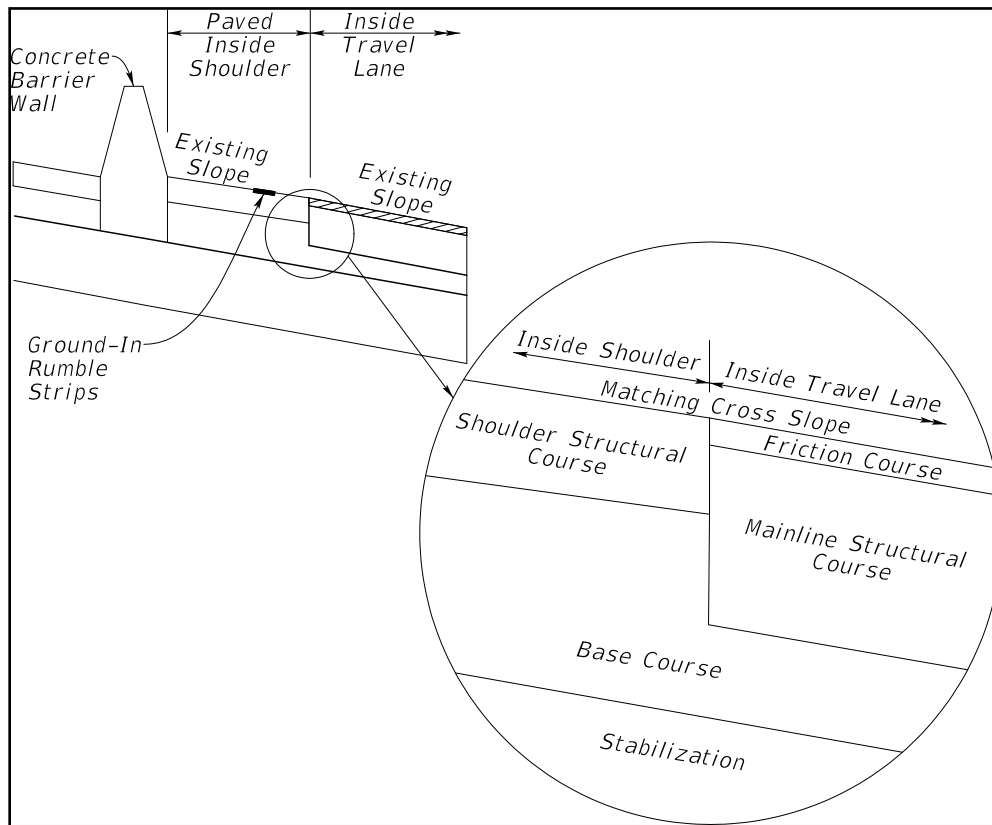 Paved
Inside
Shoulder
Inside
Travel
Lane
Concrete
Barrier
Wall
Existing
Slope
Existing
Slope
Ground-In
Rumble
Strips
Inside Shoulder
Inside Travel Lane
Matching Cross Slope
Shoulder Structural
Course
Friction Course
Mainline Structural
Course
Base Course
Stabilization